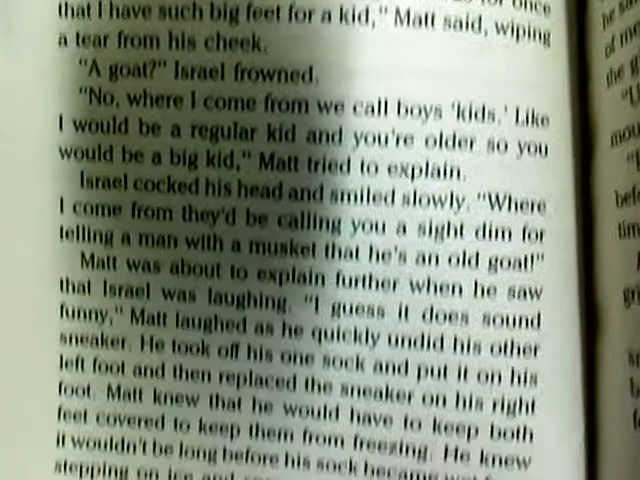 for once
that I have such big feet for a kid," Matt said, wiping
a tear from his cheek.
"A goat?" Israel frowned.
"No, where I come from we call boys 'kids.' Like
I would be a regular kid and you're older so you
would be a big kid," Matt tried to explain.
Israel cocked his head and smiled slowly. "Where
I come from they'd be calling you a sight dim for
telling a man with a musket that he's an old goat!"
Matt was about to explain further when he saw
that Israel was laughing. "I guess it does sound
funny," Matt laughed as he quickly undid his other
sneaker. He took off his one sock and put it on his
left foot and then replaced the sneaker on his right
foot. Matt knew that he would have to keep both
feet covered to keep them from freezing. He knew
it wouldn't be long before his sock became wet
stepping on ice and